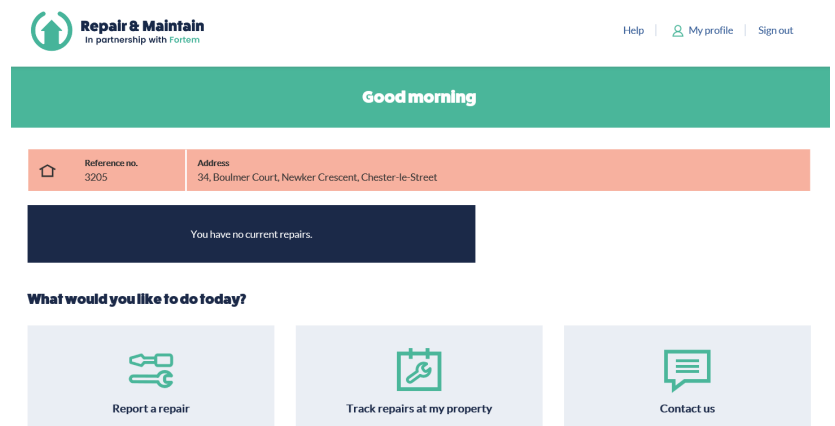 Repair & Maintain
In partnership with Fortem
Help
My profile
Sign out
Good morning
Reference no.
3205
Address
34, Boulmer Court, Newker Crescent, Chester-le-Street
You have no current repairs.
What would you like to do today?
Report a repair
Track repairs at my property
Contact us